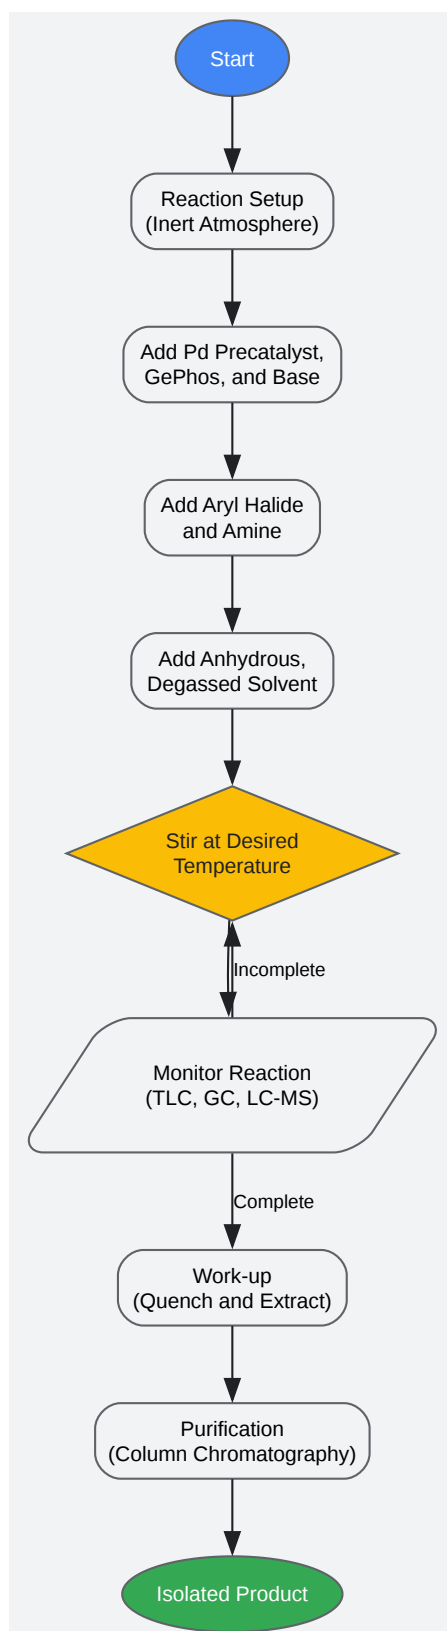 Start
Reaction Setup
(Inert Atmosphere)
Add Pd Precatalyst,
GePhos, and Base
Add Aryl Halide
and Amine
Add Anhydrous,
Degassed Solvent
Stir at Desired
Temperature
Incomplete
Monitor Reaction
(TLC, GC, LC-MS)
Complete
Work-up
(Quench and Extract)
Purification
(Column Chromatography)
Isolated Product